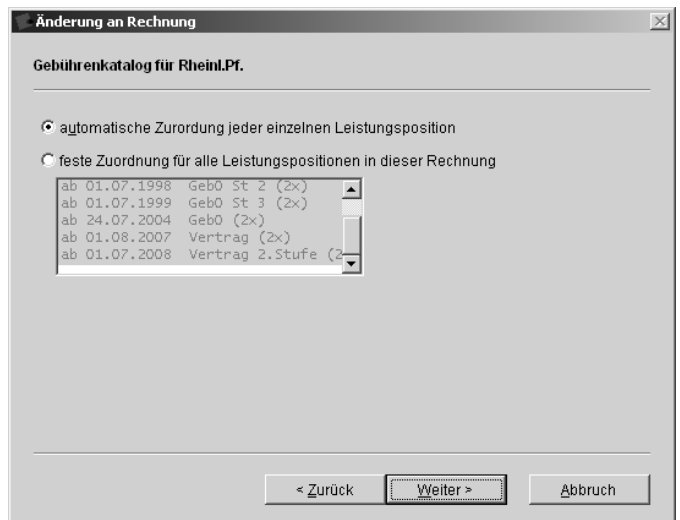 Änderung an Rechnung
Gebührenkatalog für Rheinl.Pf.
automatische Zurordung jeder einzelnen Leistungsposition
feste Zuordnung für alle Leistungspositionen in dieser Rechnung
ab 01.07.1998 GebO St 2 (2x)
ab 01.07.1999 GebO St 3 (2x)
ab 24.07.2004 GebO (2x)
ab 01.08.2007 Vertrag (2x)
ab 01.07.2008 Vertrag 2.Stufe (2
< Zurück Weiter > Abbruch